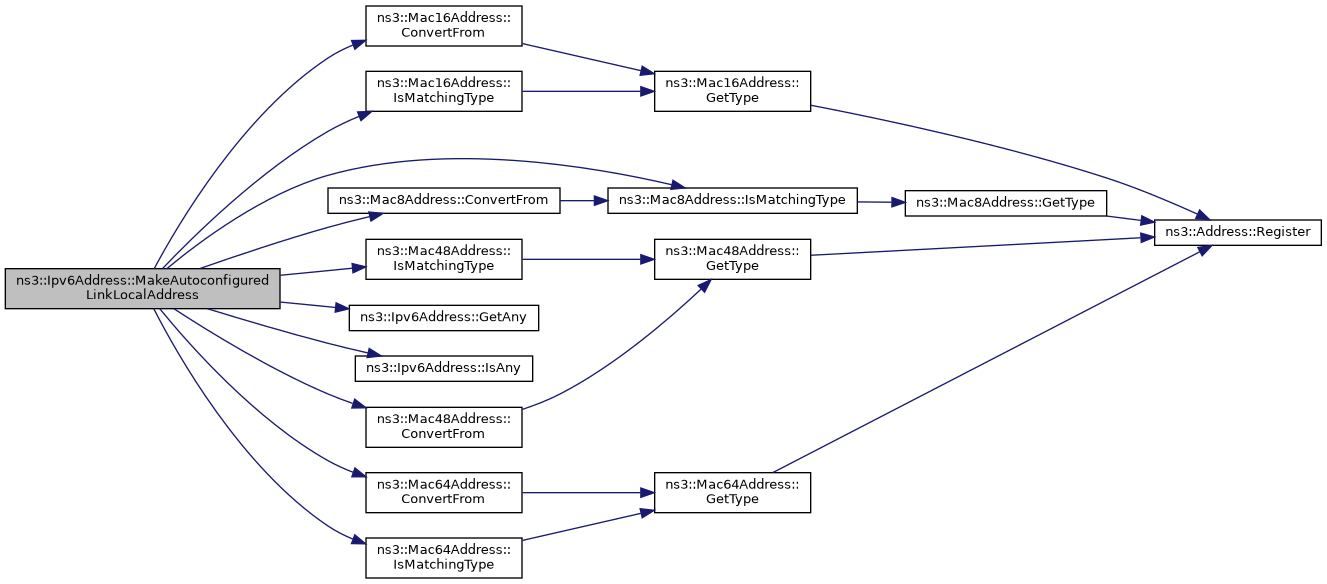 ns3::Mac16Address::
ConvertFrom
ns3::Mac16Address::
IsMatchingType
ns3::Mac16Address::
GetType
ns3::Mac8Address::ConvertFrom
ns3::Mac8Address::IsMatchingType
ns3::Mac8Address::GetType
ns3::Address::Register
ns3::Mac48Address::
IsMatchingType
ns3::Mac48Address::
GetType
ns3::Ipv6Address::MakeAutoconfigured
LinkLocalAddress
ns3::Ipv6Address::GetAny
ns3::Ipv6Address::IsAny
ns3::Mac48Address::
ConvertFrom
ns3::Mac64Address::
ConvertFrom
ns3::Mac64Address::
GetType
ns3::Mac64Address::
IsMatchingType